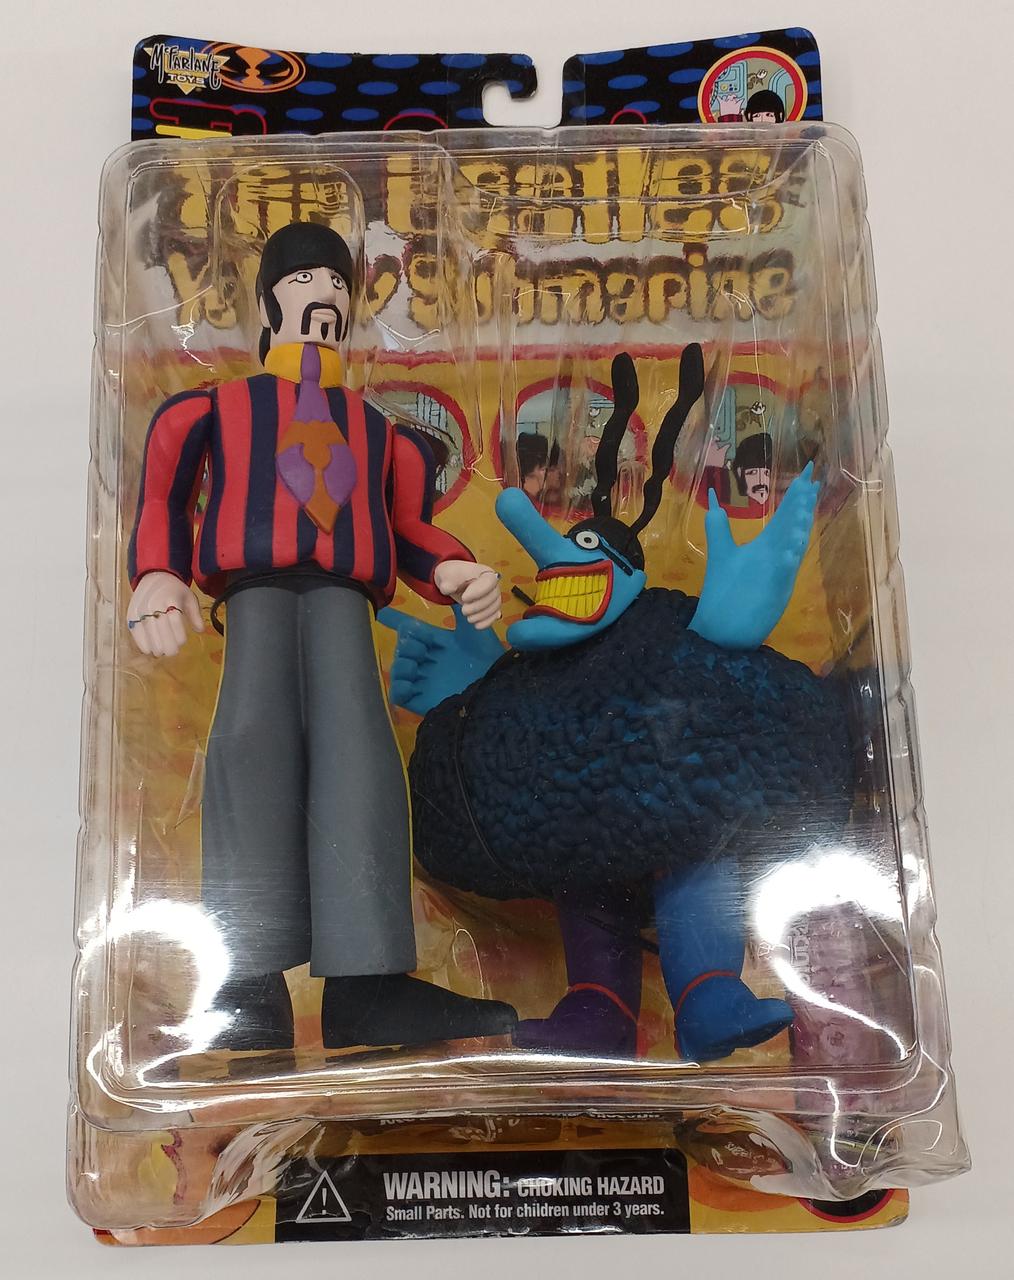 McFARLANE
TOYS
The Beatles
Yellow Submarine
WARNING: CHOKING HAZARD
Small Parts. Not for children under 3 years.